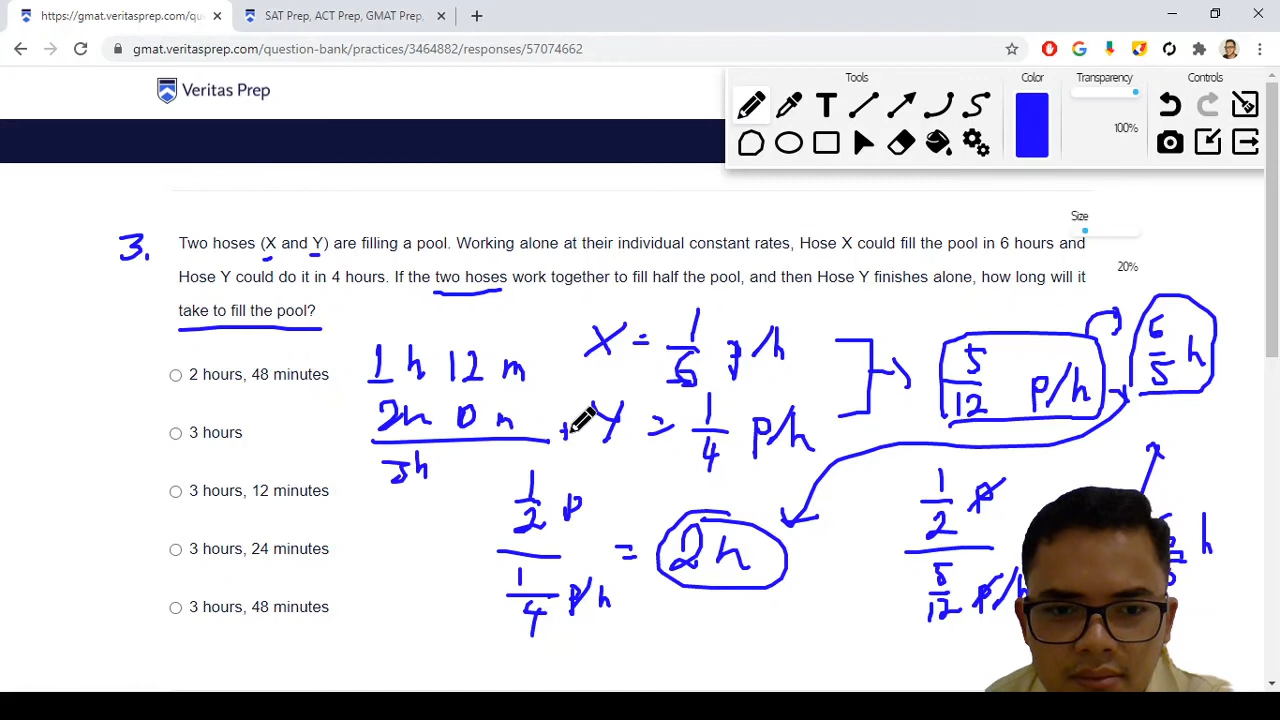 https://gmat.veritasprep.com/qu
SAT Prep, ACT Prep, GMAT Prep,
gmat.veritasprep.com/question-bank/practices/3464882/responses/57074662
Veritas Prep
Tools
Color
Transparency
Controls
T
100%
Size
20%
3.
Two hoses (X and Y) are filling a pool. Working alone at their individual constant rates, Hose X could fill the pool in 6 hours and
Hose Y could do it in 4 hours. If the two hoses work together to fill half the pool, and then Hose Y finishes alone, how long will it
take to fill the pool?
2 hours, 48 minutes
3 hours
3 hours, 12 minutes
3 hours, 24 minutes
3 hours, 48 minutes
1h 12 m
2h 0 m
3h
X = 1/6 p/h
Y = 1/4 p/h
5/12 p/h
6/5 h
1/2 p
1/4 p/h
= 2h
1/2 p
5/12 p/h
h